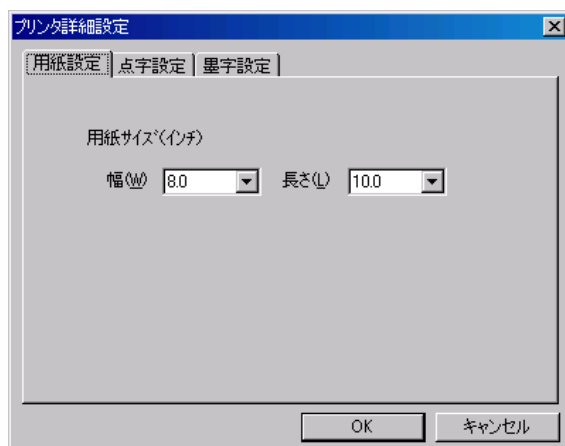 プリンタ詳細設定
用紙設定 点字設定 墨字設定
用紙サイズ(インチ)
幅(W) 8.0 長さ(L) 10.0
OK キャンセル